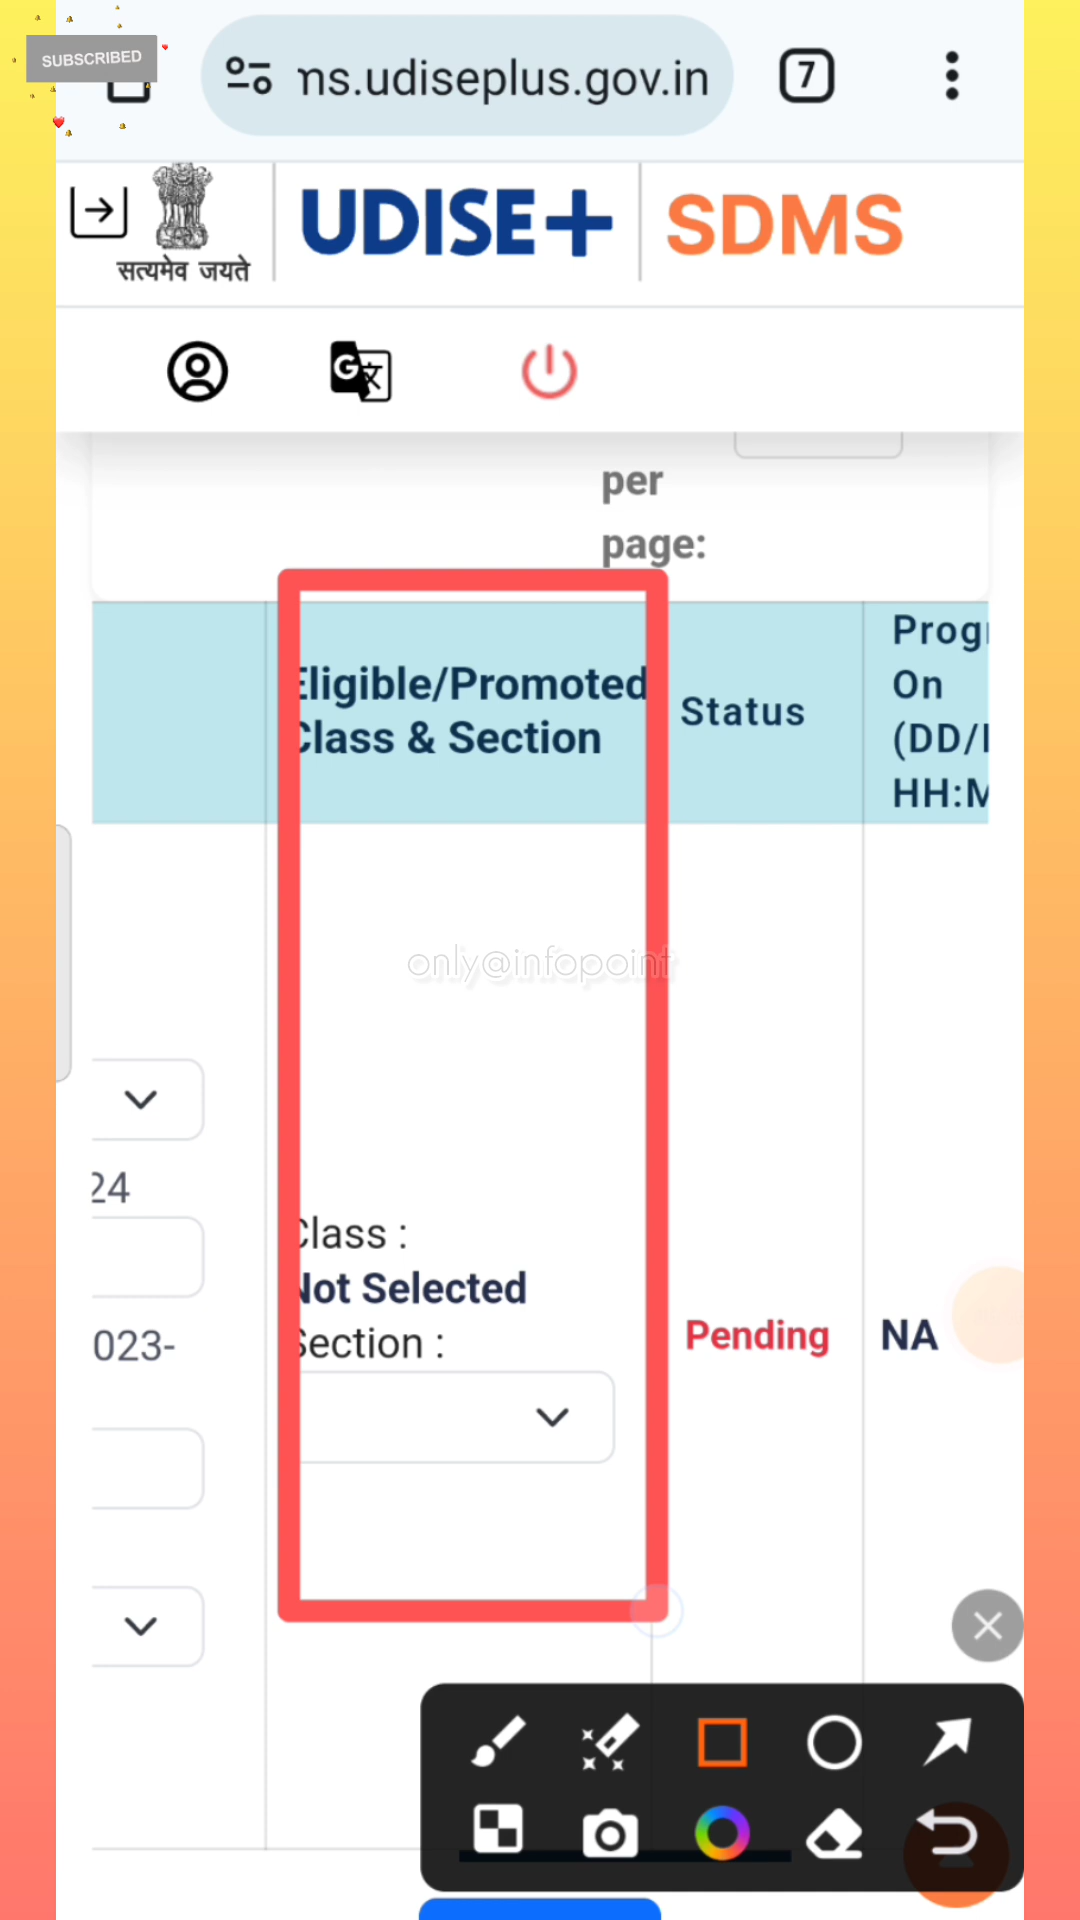 SUBSCRIBED
ns.udiseplus.gov.in
7
सत्यमेव जयते
UDISE+
SDMS
per
page:
Eligible/Promoted
Class & Section
Status
Prog
On
(DD/
HH:M
only@infopoint
24
Class :
Not Selected
023-
Section :
Pending
NA